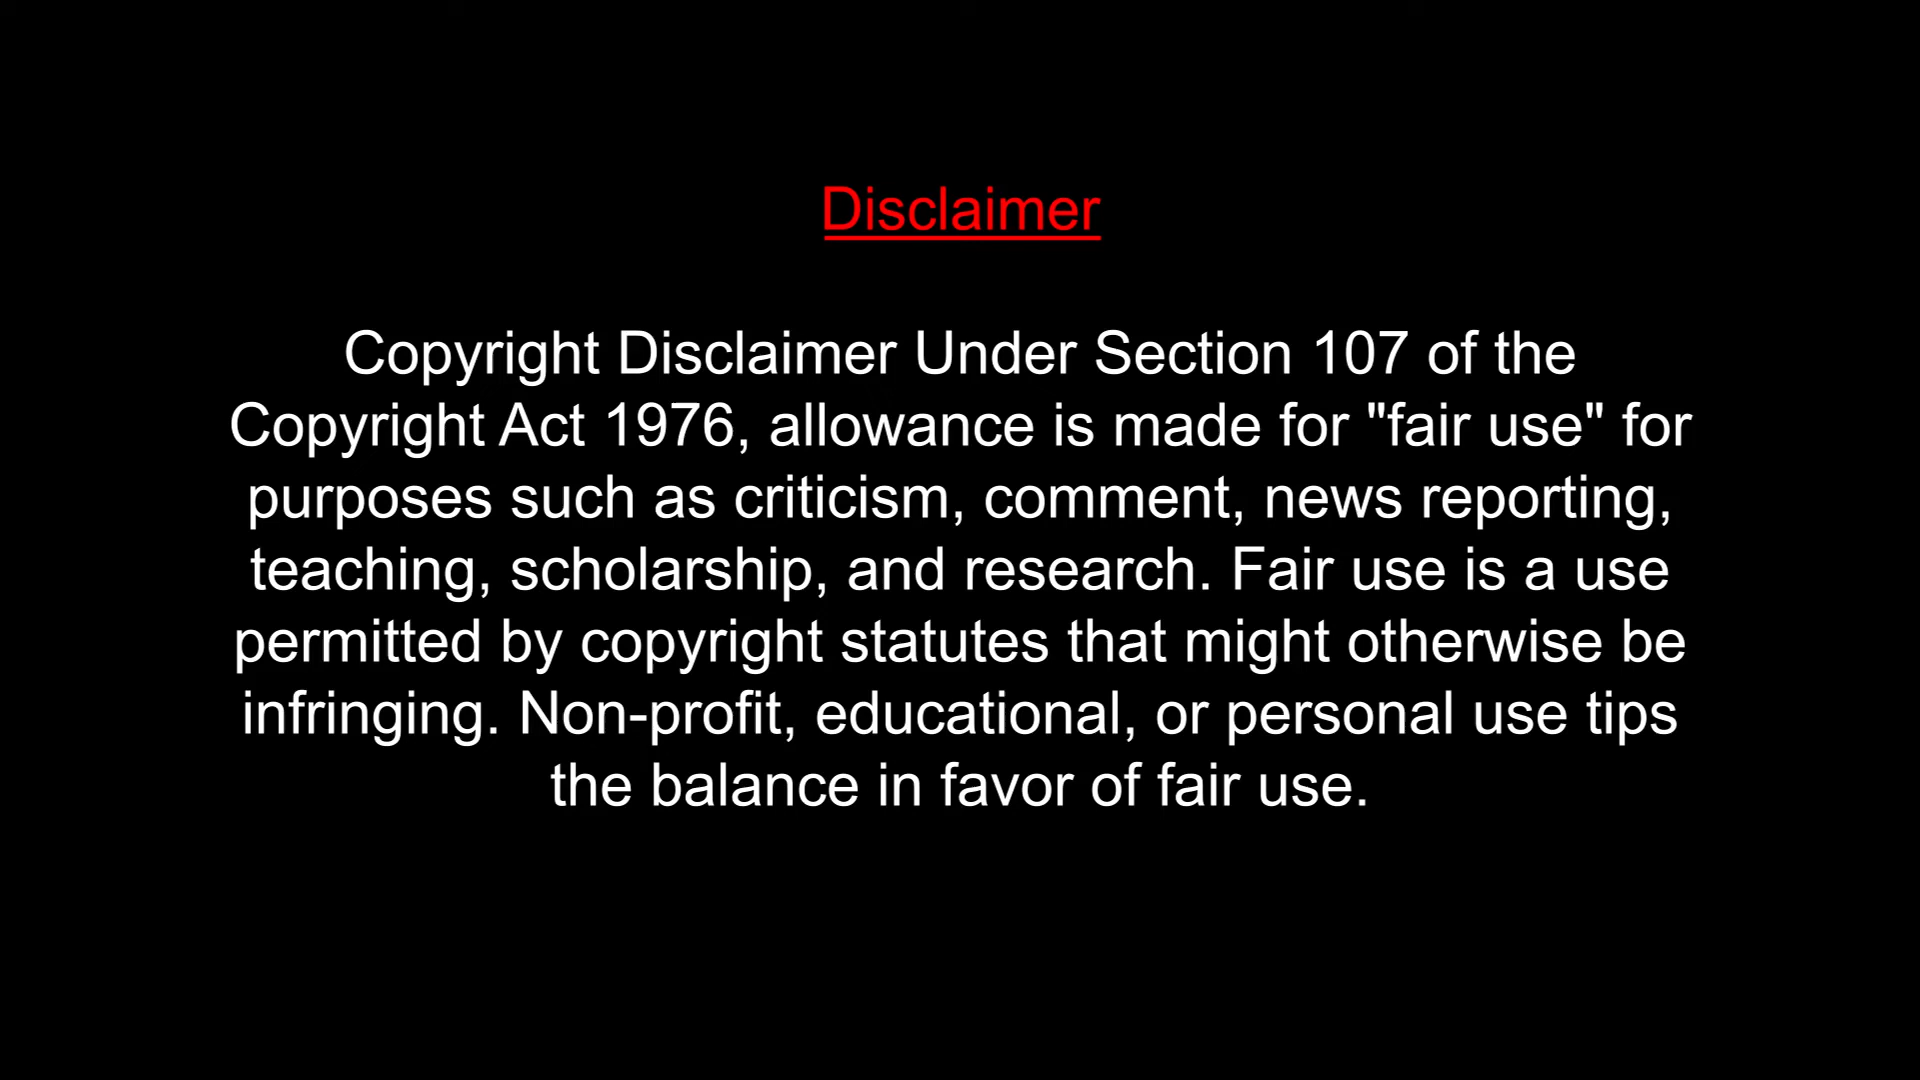 Disclaimer
Copyright Disclaimer Under Section 107 of the
Copyright Act 1976, allowance is made for "fair use" for
purposes such as criticism, comment, news reporting,
teaching, scholarship, and research. Fair use is a use
permitted by copyright statutes that might otherwise be
infringing. Non-profit, educational, or personal use tips
the balance in favor of fair use.